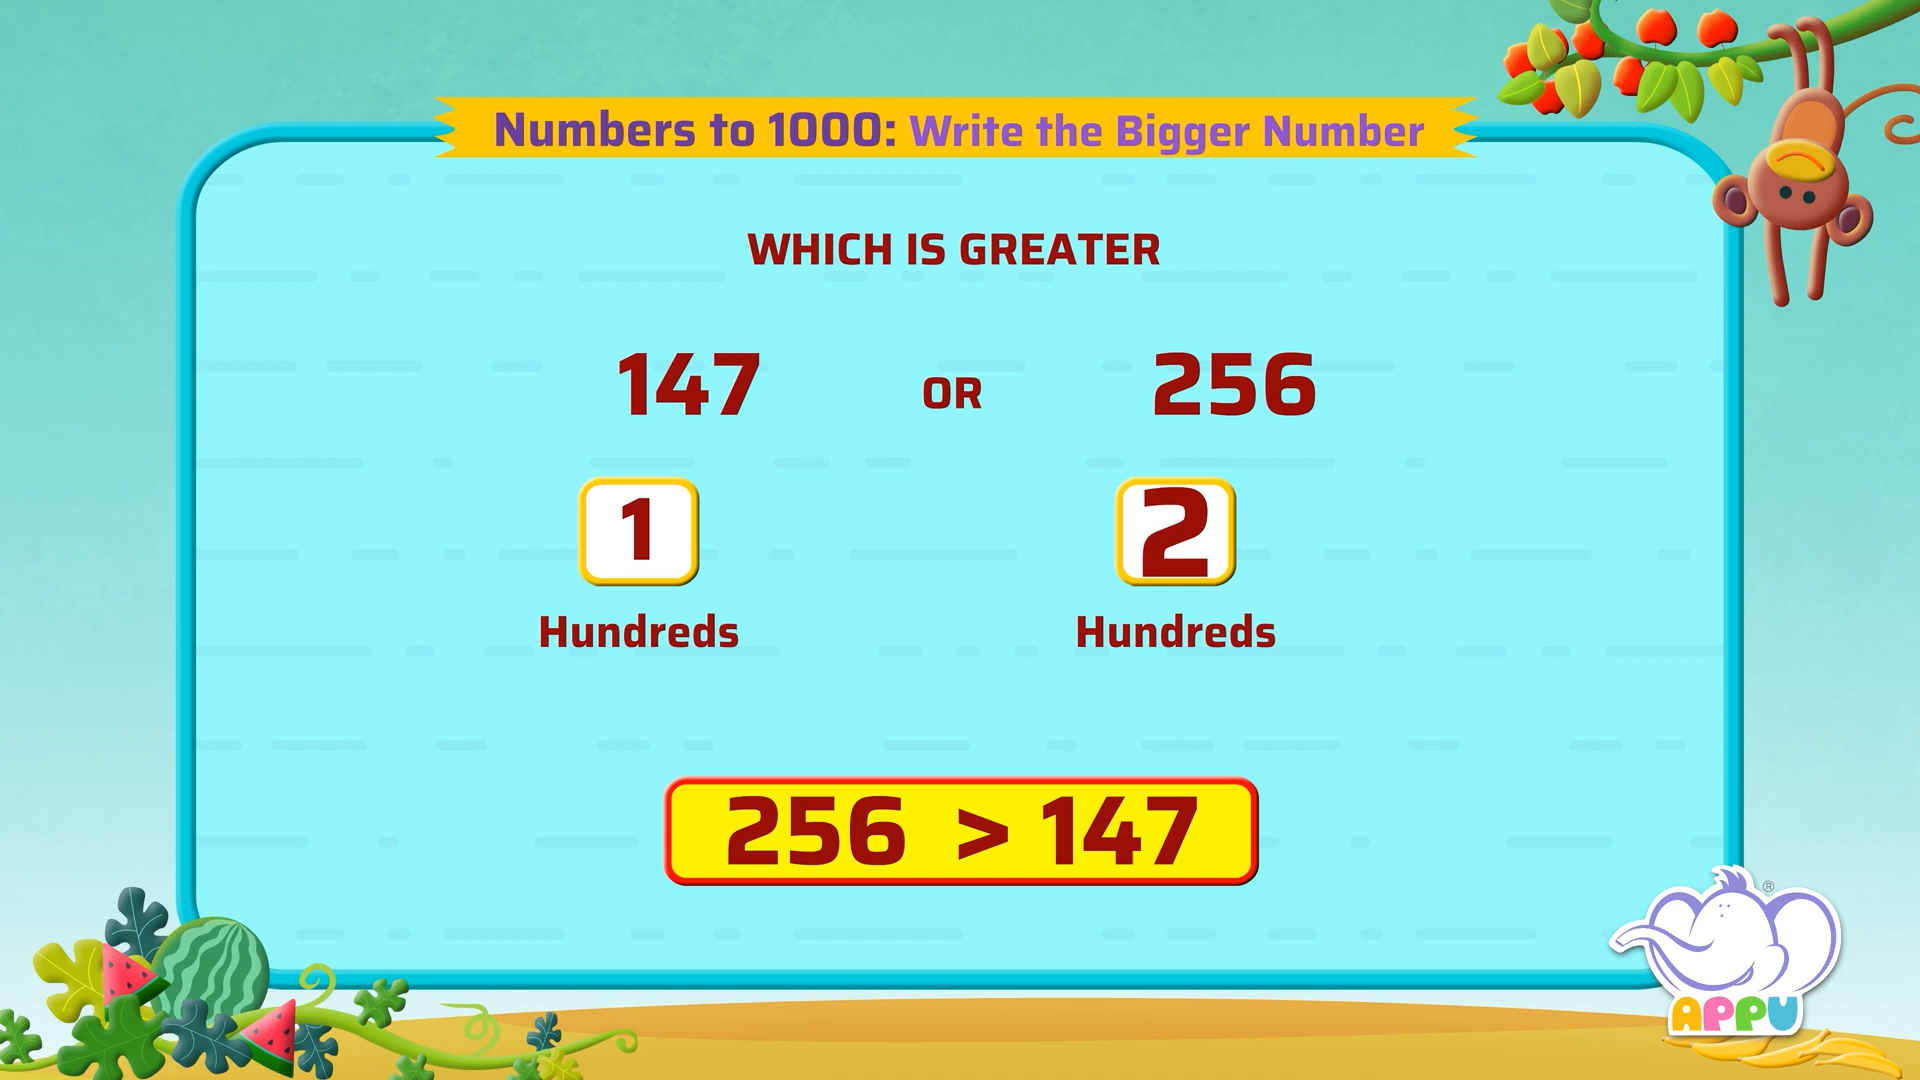 Numbers to 1000: Write the Bigger Number
WHICH IS GREATER
147 OR 256
1 2
Hundreds Hundreds
256 > 147
®
APPU